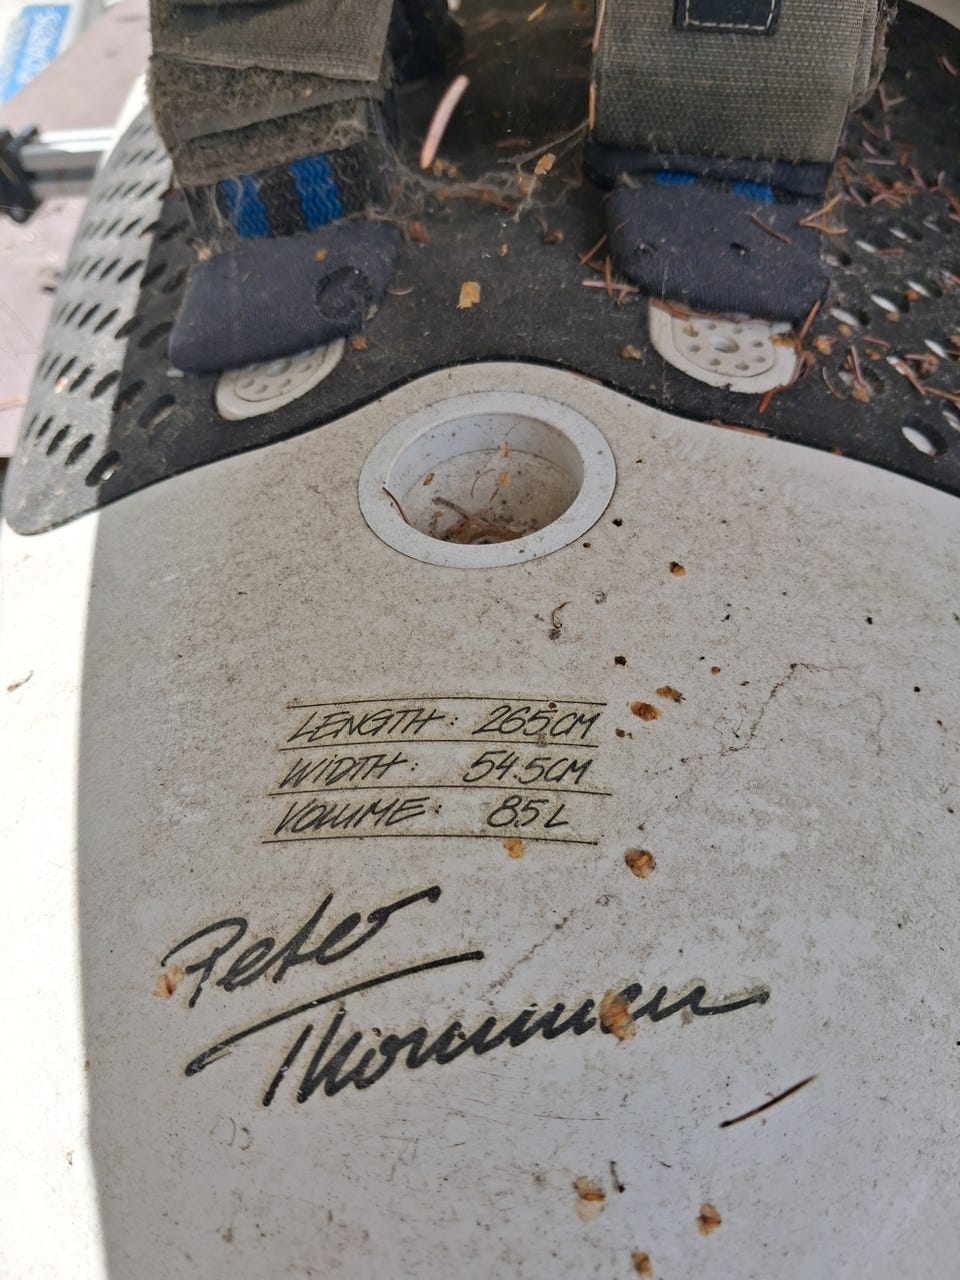 LENGTH: 265CM
WIDTH: 54.5CM
VOLUME: 85L
Peter
Thommen